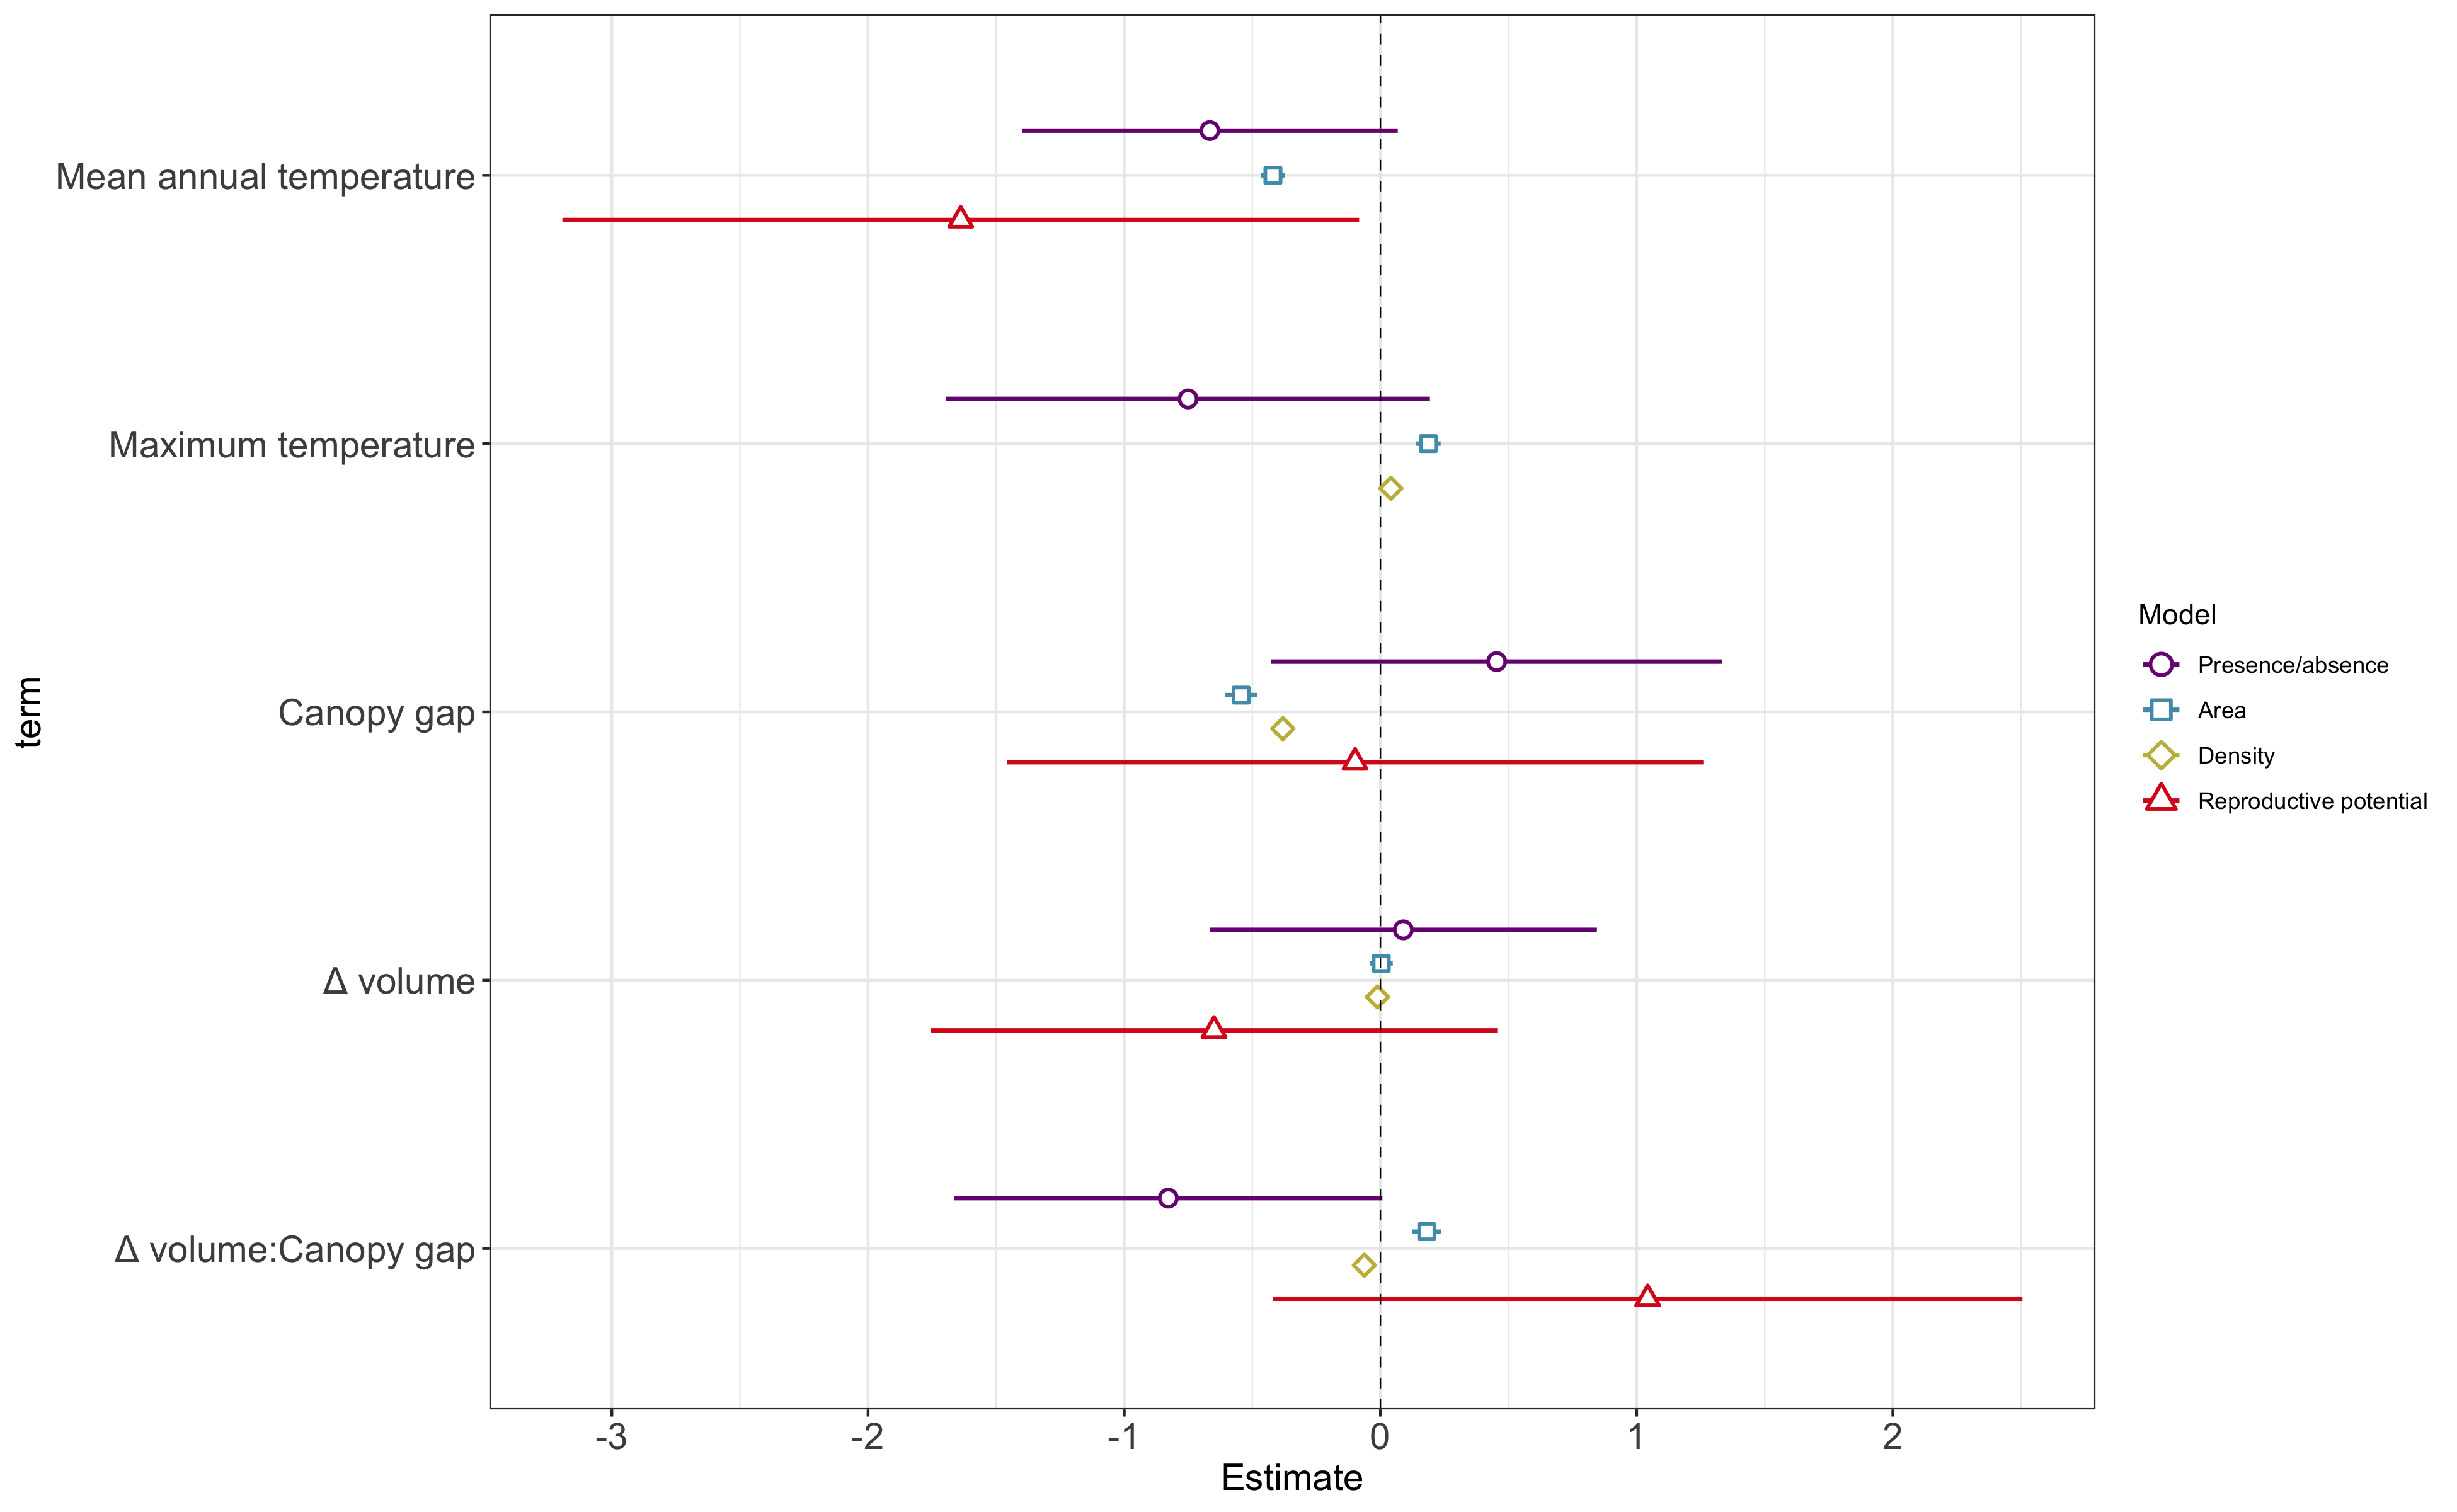 term
Mean annual temperature
Maximum temperature
Canopy gap
Δ volume
Δ volume:Canopy gap
-3 -2 -1 0 1 2
Estimate
Model
Presence/absence
Area
Density
Reproductive potential